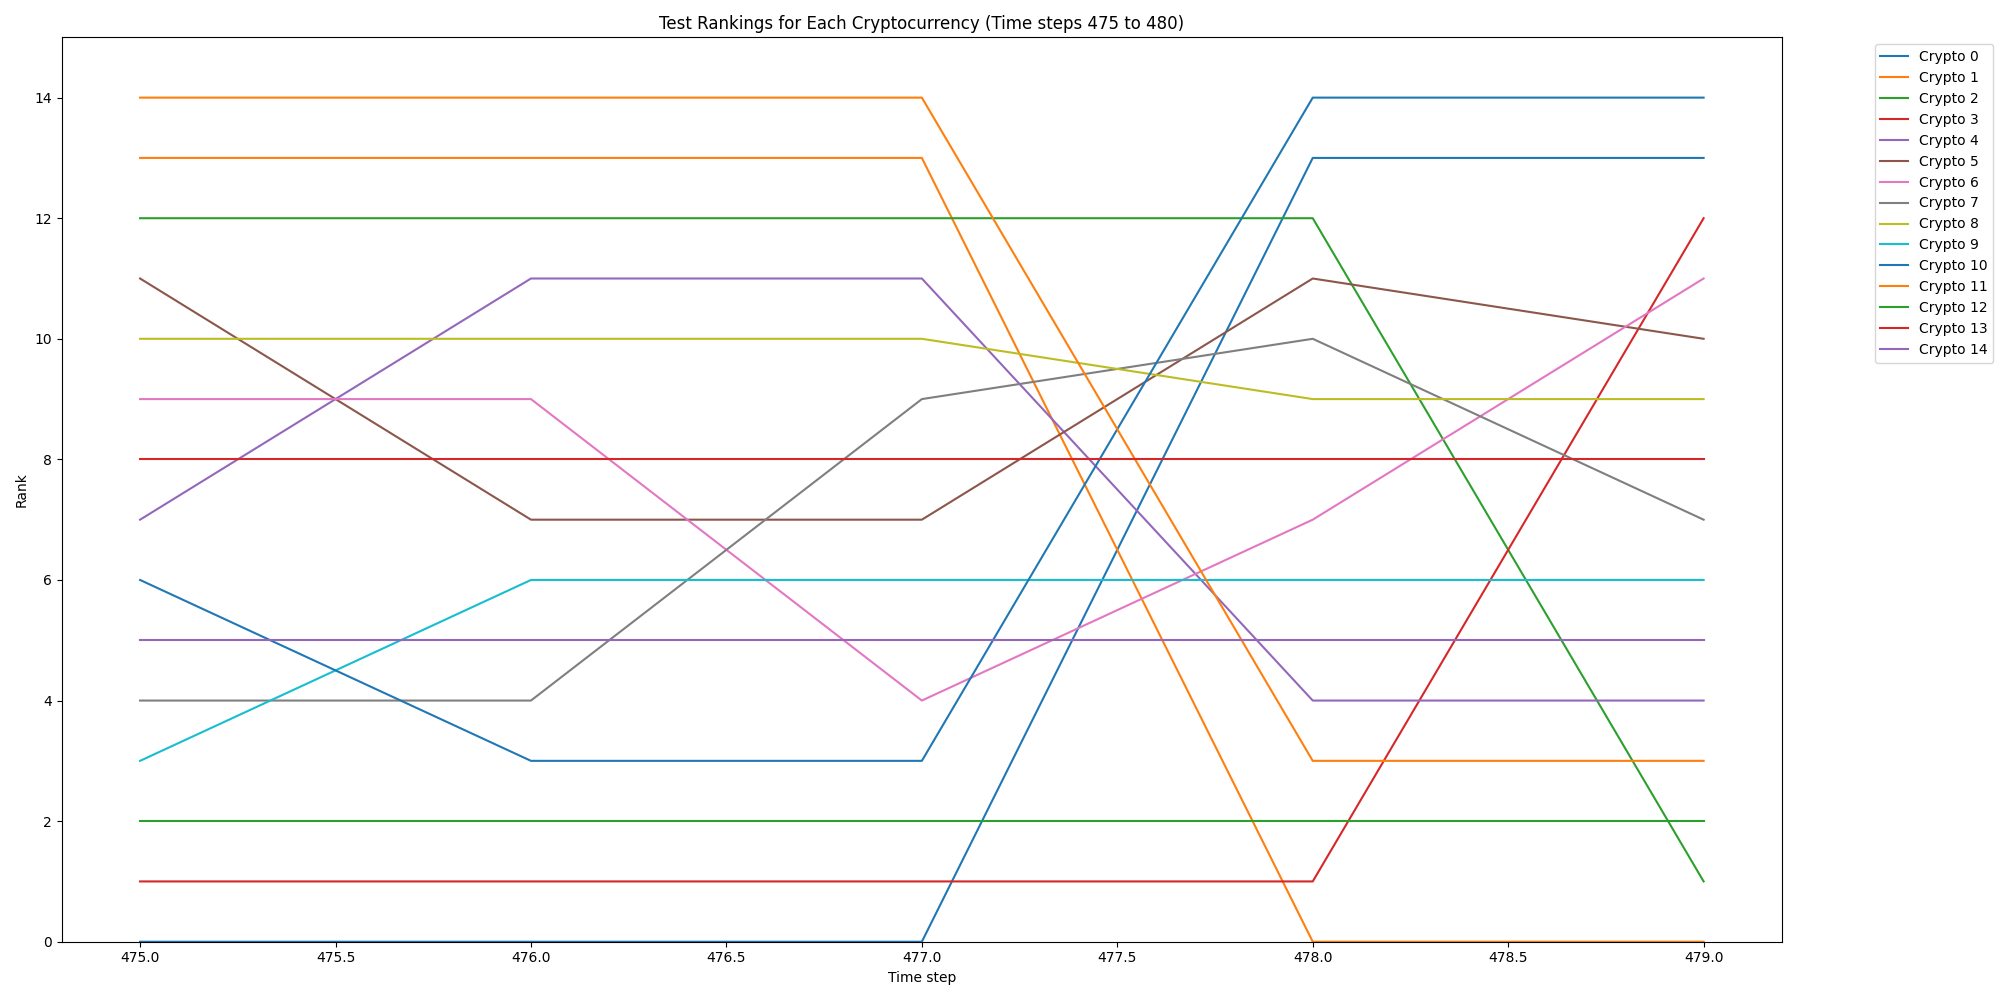 Test Rankings for Each Cryptocurrency (Time steps 475 to 480)
Rank
14
12
10
8
6
4
2
0
475.0 475.5 476.0 476.5 477.0 477.5 478.0 478.5 479.0
Time step
Crypto 0
Crypto 1
Crypto 2
Crypto 3
Crypto 4
Crypto 5
Crypto 6
Crypto 7
Crypto 8
Crypto 9
Crypto 10
Crypto 11
Crypto 12
Crypto 13
Crypto 14